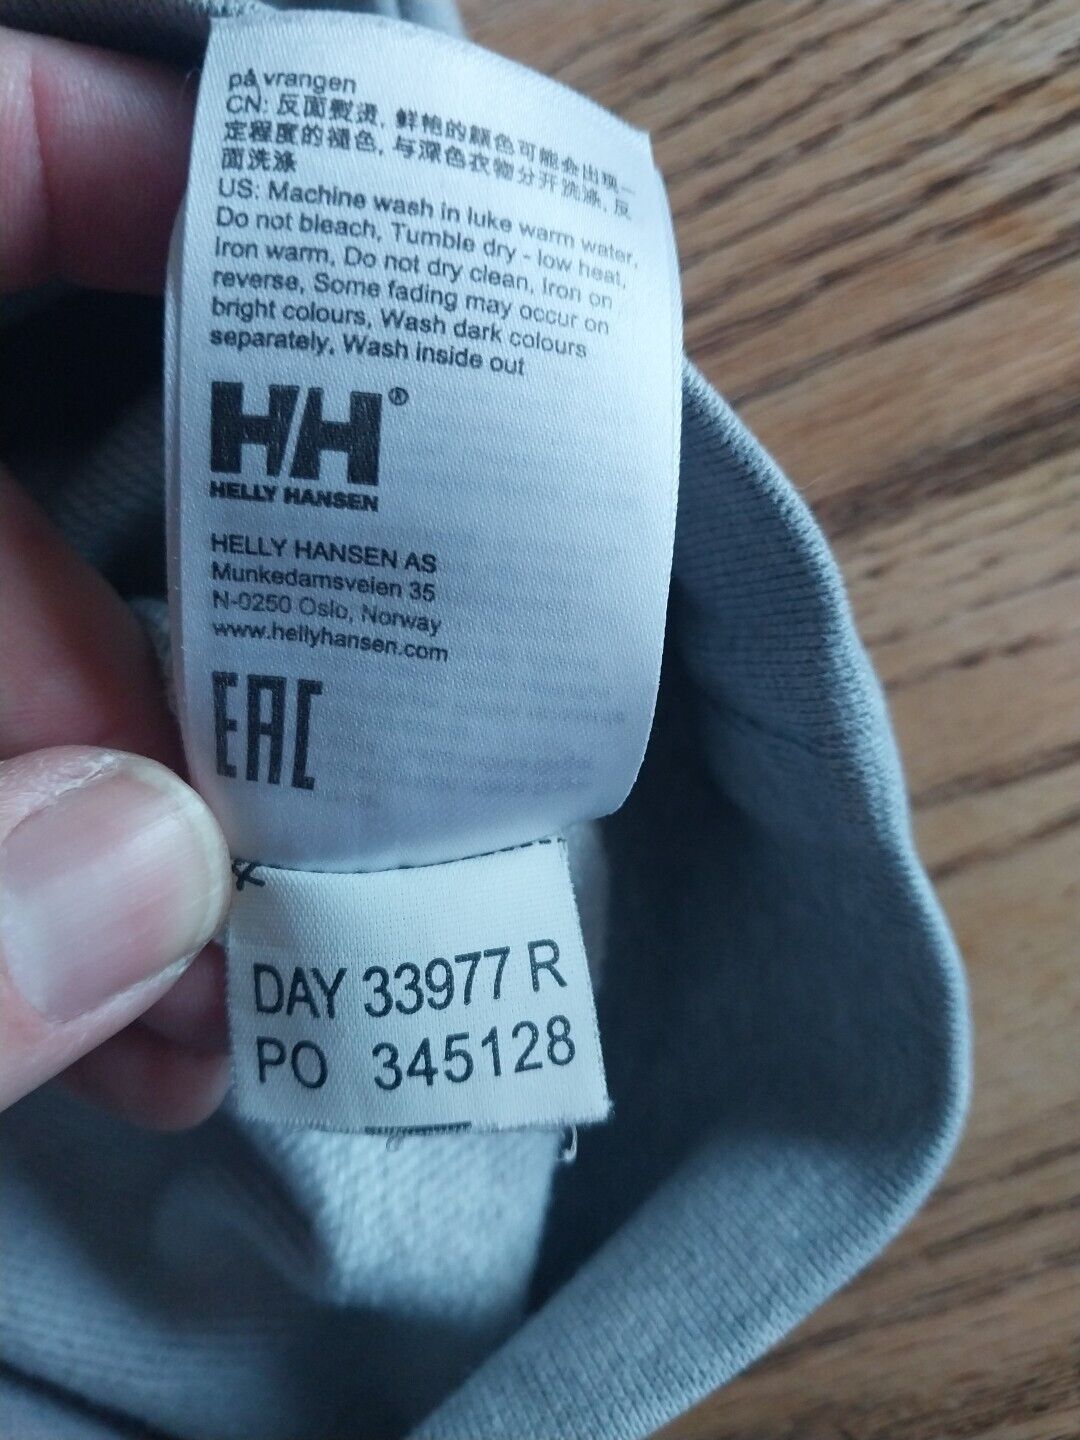 på vrangen
CN: 反面熨烫, 鲜艳的颜色可能会出现一
定程度的褪色, 与深色衣物分开洗涤, 反
面洗涤
US: Machine wash in luke warm water,
Do not bleach, Tumble dry - low heat,
Iron warm, Do not dry clean, Iron on
reverse, Some fading may occur on
bright colours, Wash dark colours
separately, Wash inside out
HH®
HELLY HANSEN
HELLY HANSEN AS
Munkedamsveien 35
N-0250 Oslo, Norway
www.hellyhansen.com
EAC
DAY 33977 R
PO 345128